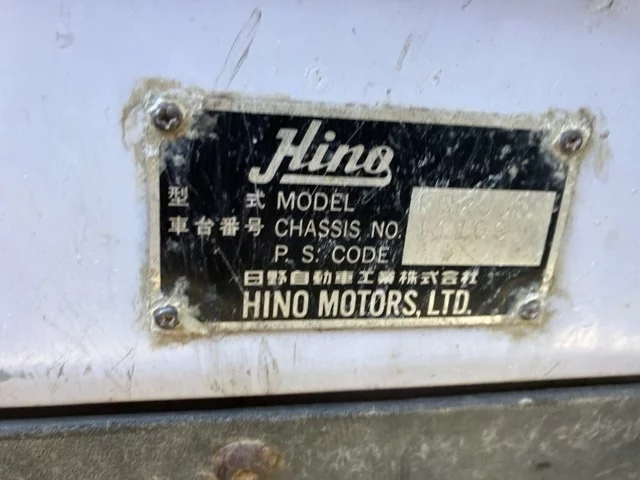 Hino
型 式 MODEL
車台番号 CHASSIS NO.
P. S. CODE
日野自動車工業株式会社
HINO MOTORS, LTD.